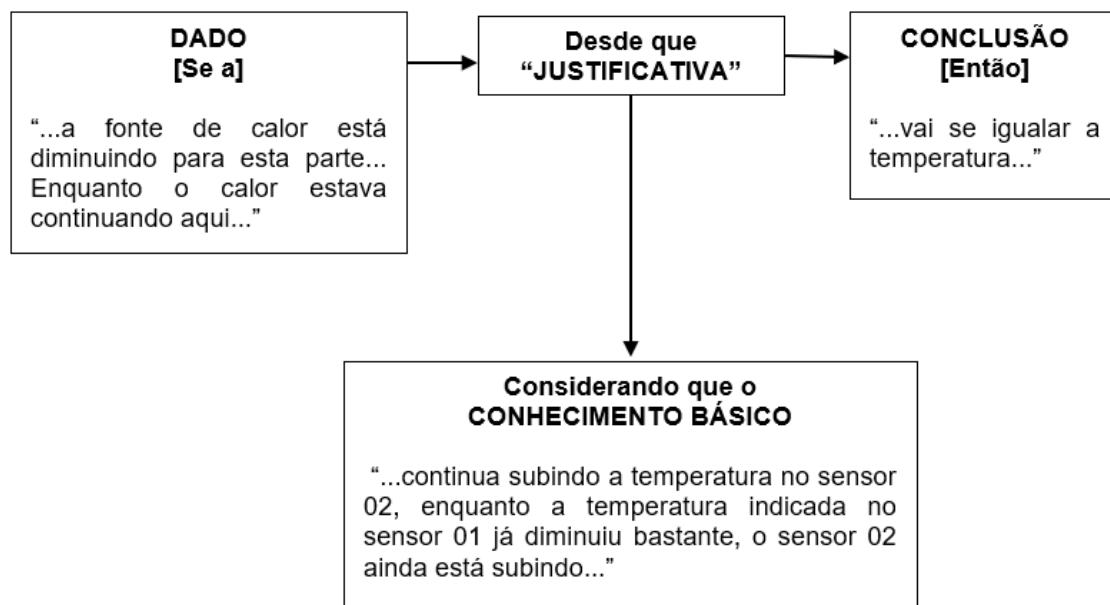 DADO
[Se a]
“...a fonte de calor está
diminuindo para esta parte...
Enquanto o calor estava
continuando aqui...”
Desde que
“JUSTIFICATIVA”
CONCLUSÃO
[Então]
“...vai se igualar a
temperatura...”
Considerando que o
CONHECIMENTO BÁSICO
“...continua subindo a temperatura no sensor
02, enquanto a temperatura indicada no
sensor 01 já diminuiu bastante, o sensor 02
ainda está subindo...”